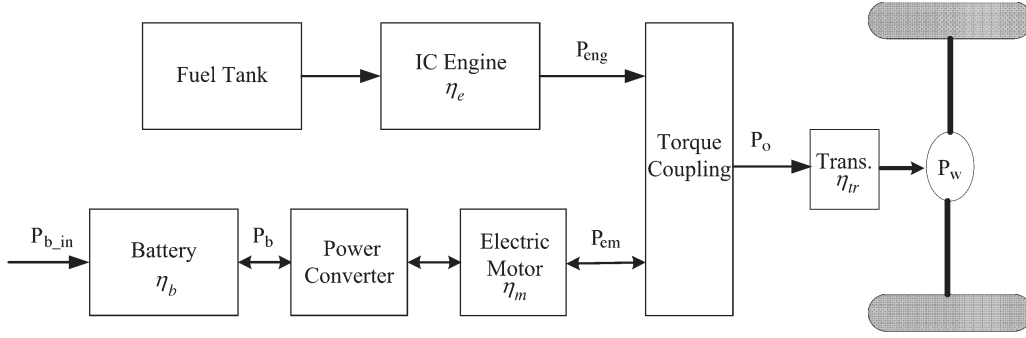 Fuel Tank
IC Engine
η_e
P_eng
Torque
Coupling
P_o
Trans.
η_tr
P_w
P_b_in
Battery
η_b
P_b
Power
Converter
Electric
Motor
η_m
P_em